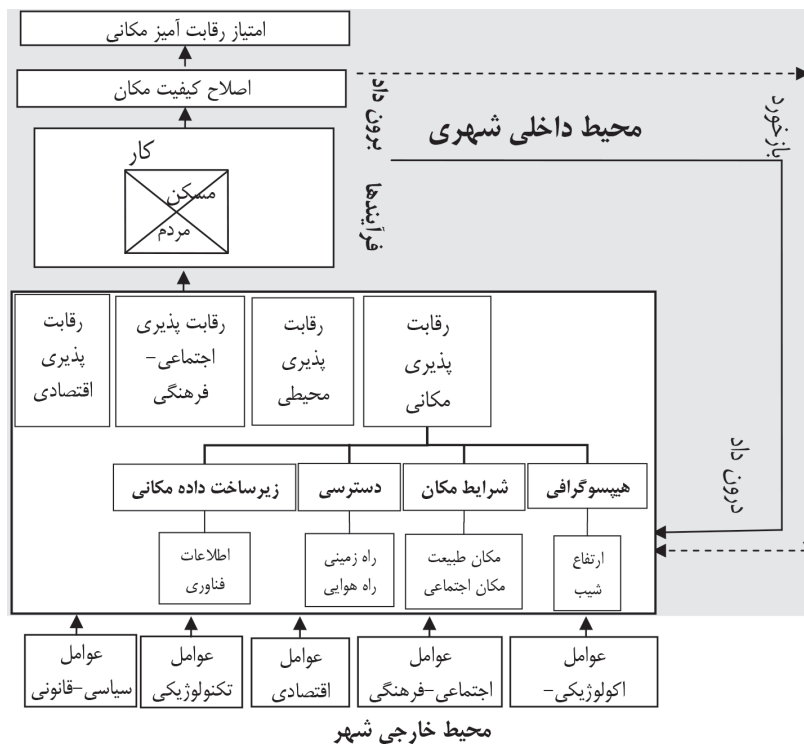 امتیاز رقابت آمیز مکانی
اصلاح کیفیت مکان
برون داد
محیط داخلی شهری
بازخورد
کار
مسکن
مردم
فرآیندها
رقابت
پذیری
مکانی
رقابت
پذیری
محیطی
رقابت پذیری
اجتماعی-
فرهنگی
رقابت
پذیری
اقتصادی
درون داد
هیپسوگرافی
شرایط مکان
دسترسی
زیرساخت داده مکانی
ارتفاع
شیب
مکان طبیعت
مکان اجتماعی
راه زمینی
راه هوایی
اطلاعات
فناوری
عوامل
اکولوژیکی-
عوامل
اجتماعی-فرهنگی
عوامل
اقتصادی
عوامل
تکنولوژیکی
عوامل
سیاسی-قانونی
محیط خارجی شهر